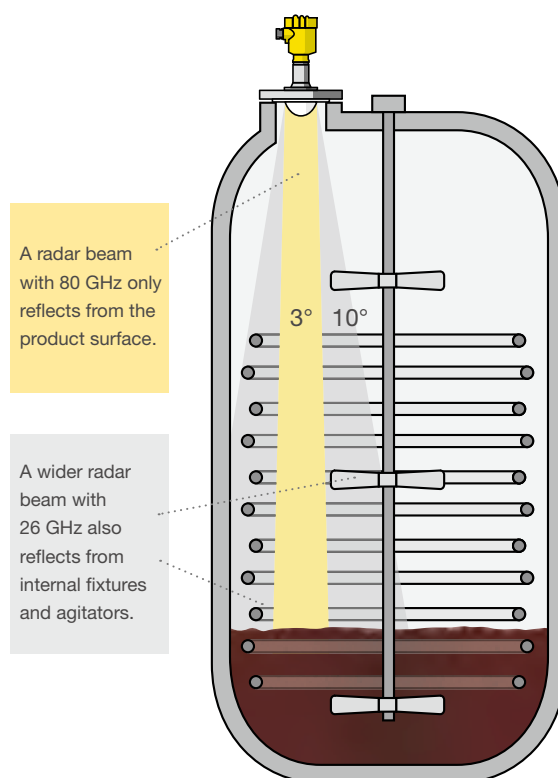 A radar beam
with 80 GHz only
reflects from the
product surface.
3° 10°
A wider radar
beam with
26 GHz also
reflects from
internal fixtures
and agitators.